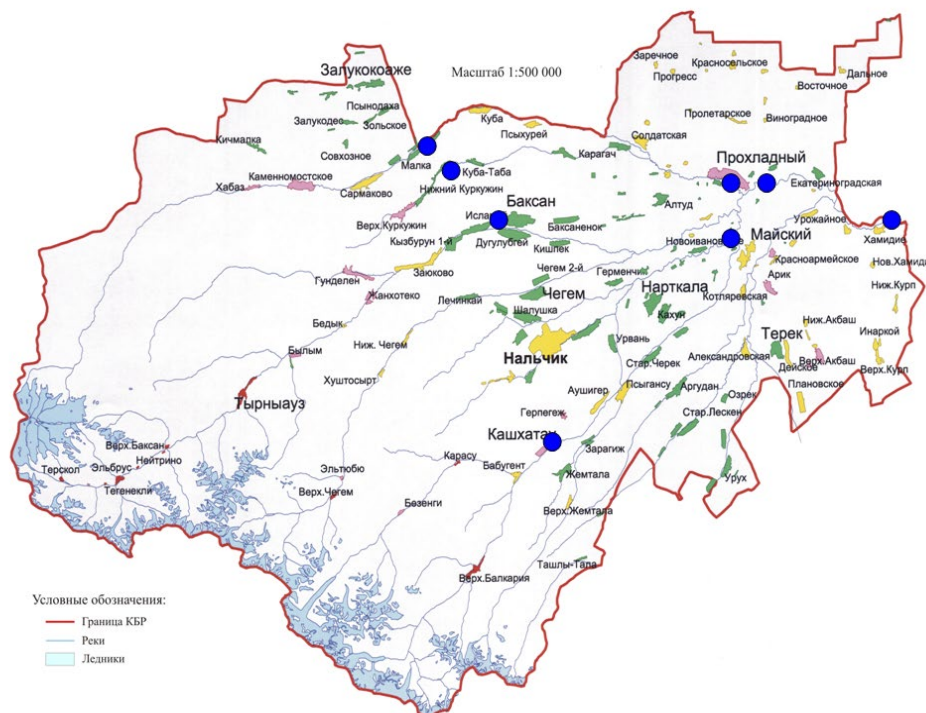 Заречное
Красносельское
Прогресс
Дальное
Восточное
Залукокоаже
Масштаб 1:500 000
Псынодаха
Залукодес
Зольское
Куба
Псыхурей
Пролетарское
Виноградное
Солдатская
Кичмалка
Совхозное
Малка
Карагач
Прохладный
Каменномостское
Хабаз
Сармаково
Куба-Таба
Нижний Куркужин
Екатериноградская
Баксан
Алтуд
Верх.Куркужин
Баксаненок
Урожайное
Хамидие
Кызбурун 1-й
Дугулубгей
Кишпек
Майский
Красноармейское
Нов.Хамиди
Гунделен
Заюково
Чегем 2-й
Герменчи
Арик
Жанхотеко
Лечинкай
Чегем
Нарткала
Котляревская
Ниж.Курп
Шалушка
Кахун
Бедык
Ниж. Чегем
Нальчик
Урвань
Терек
Ниж.Акбаш
Инаркой
Былым
Хуштосырт
Стар.Черек
Александровская
Дейское
Верх.Акбаш
Верх.Курп
Тырныауз
Аушигер
Псыгансу
Аргудан
Озрек
Плановское
Герпегеж
Стар.Лескен
Кашхатау
Зарагиж
Верх.Баксан
Нейтрино
Эльбрус
Терскол
Тегенекли
Эльтюбю
Верх.Чегем
Карасу
Бабугент
Жемтала
Урух
Безенги
Верх.Жемтала
Верх.Балкария
Ташлы-Тала
Условные обозначения:
Граница КБР
Реки
Ледники